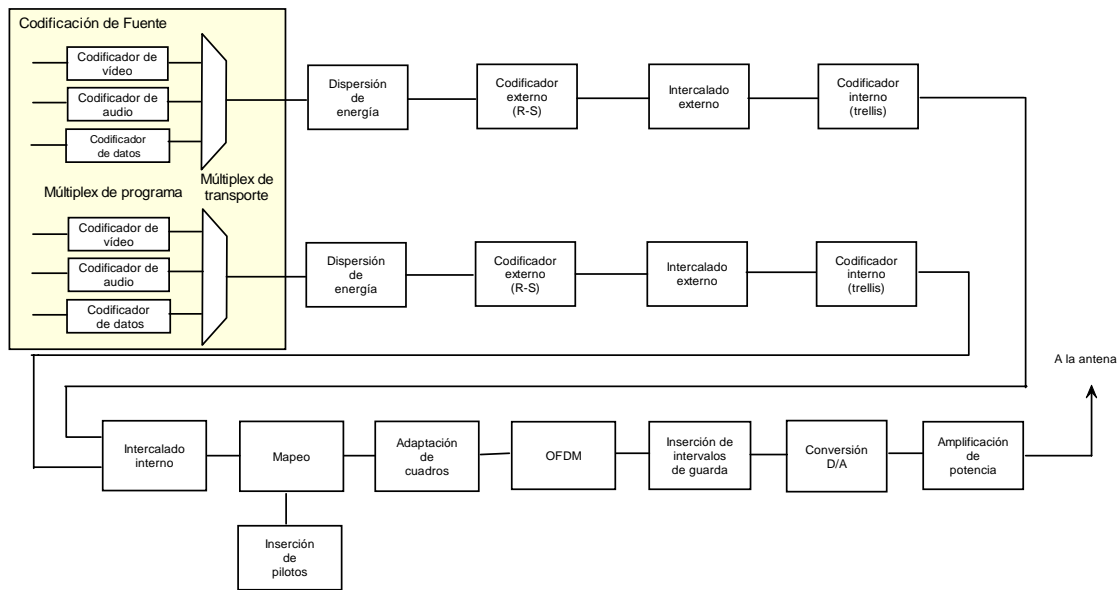 Codificación de Fuente
Codificador de
vídeo
Codificador de
audio
Codificador
de datos
Múltiplex de programa
Múltiplex de
transporte
Dispersión
de
energía
Codificador
externo
(R-S)
Intercalado
externo
Codificador
interno
(trellis)
Codificador de
vídeo
Codificador de
audio
Codificador
de datos
Dispersión
de
energía
Codificador
externo
(R-S)
Intercalado
externo
Codificador
interno
(trellis)
A la antena
Intercalado
interno
Mapeo
Adaptación
de
cuadros
OFDM
Inserción de
intervalos
de guarda
Conversión
D/A
Amplificación
de
potencia
Inserción
de
pilotos